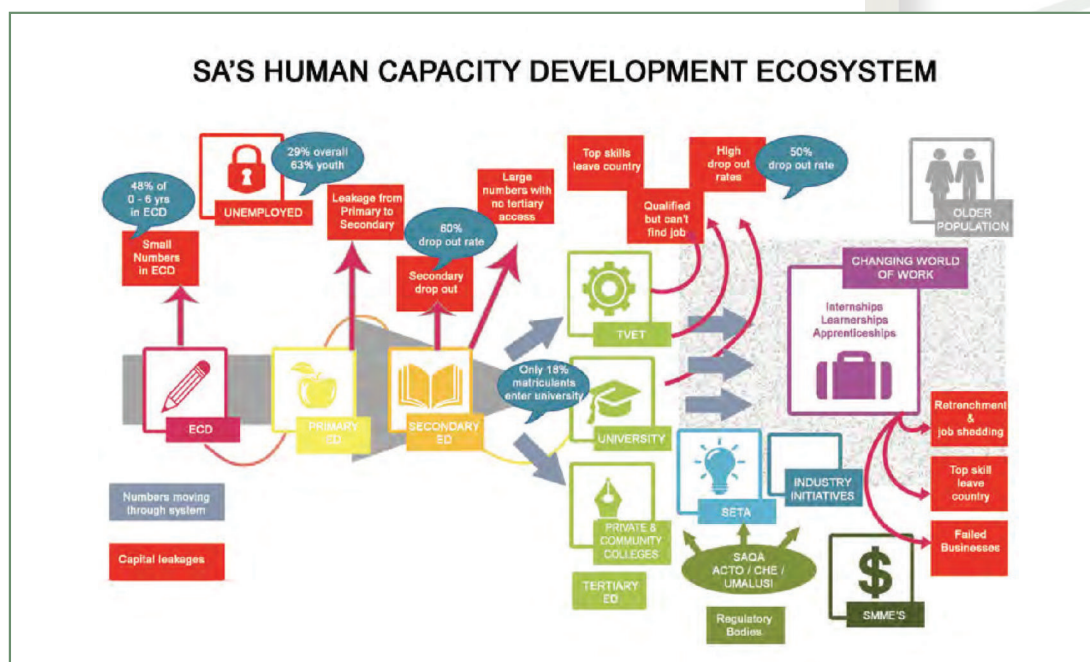 SA'S HUMAN CAPACITY DEVELOPMENT ECOSYSTEM
48% of
0 - 6 yrs
in ECD
Small
Numbers
in ECD
UNEMPLOYED
29% overall
63% youth
Leakage from
Primary to
Secondary
60%
drop out rate
Secondary
drop out
Large
numbers with
no tertiary
access
Top skills
leave country
Qualified
but can't
find job
High
drop out
rates
50%
drop out rate
OLDER
POPULATION
ECD
PRIMARY
ED
SECONDARY
ED
Only 18%
matriculants
enter university
TVET
UNIVERSITY
PRIVATE &
COMMUNITY
COLLEGES
TERTIARY
ED
CHANGING WORLD
OF WORK
Internships
Learnerships
Apprenticeships
SETA
INDUSTRY
INITIATIVES
SAQA
ACTO / CHE /
UMALUSI
Regulatory
Bodies
$
SMME'S
Retrenchment
&
job shedding
Top skill
leave
country
Failed
Businesses
Numbers moving
through system
Capital leakages